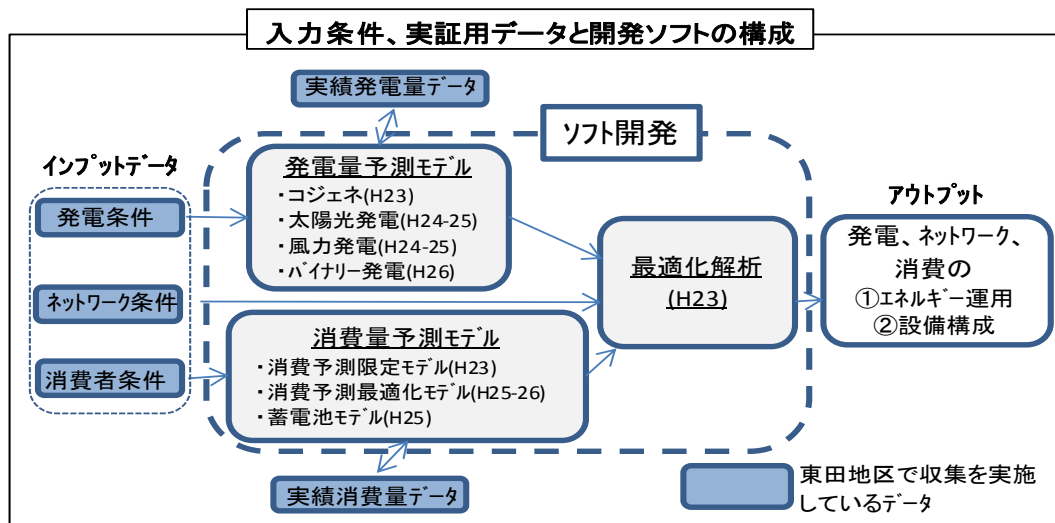 入力条件、実証用データと開発ソフトの構成
実績発電量ﾃﾞｰﾀ
ソフト開発
インプットデータ
発電条件
ネットワーク条件
消費者条件
発電量予測モデル
・コジェネ(H23)
・太陽光発電(H24-25)
・風力発電(H24-25)
・ﾊﾞｲﾅﾘｰ発電(H26)
消費量予測モデル
・消費予測限定モデル(H23)
・消費予測最適化ﾓﾃﾞﾙ(H25-26)
・蓄電池ﾓﾃﾞﾙ(H25)
実績消費量ﾃﾞｰﾀ
最適化解析
(H23)
アウトプット
発電、ネットワーク、
消費の
①ｴﾈﾙｷﾞｰ運用
②設備構成
東田地区で収集を実施
しているデータ